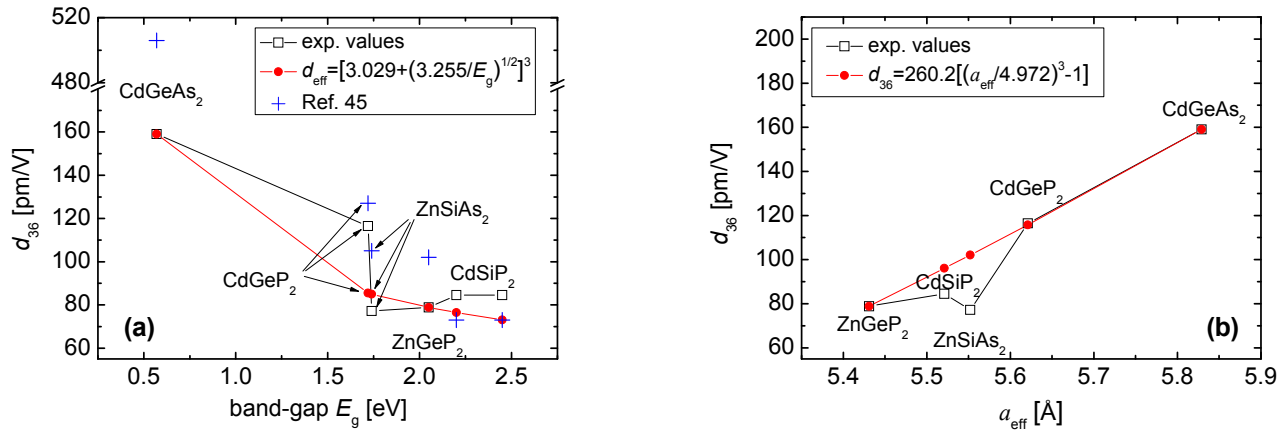 520
480
160
140
120
100
80
60
d36 [pm/V]
exp. values
deff=[3.029+(3.255/Eg)1/2]3
Ref. 45
CdGeAs2
ZnSiAs2
CdGeP2
CdSiP2
ZnGeP2
(a)
0.5 1.0 1.5 2.0 2.5
band-gap Eg [eV]
200
180
160
140
120
100
80
60
d36 [pm/V]
exp. values
d36=260.2[(aeff/4.972)3-1]
CdGeAs2
CdGeP2
CdSiP2
ZnGeP2
ZnSiAs2
(b)
5.4 5.5 5.6 5.7 5.8 5.9
aeff [Å]